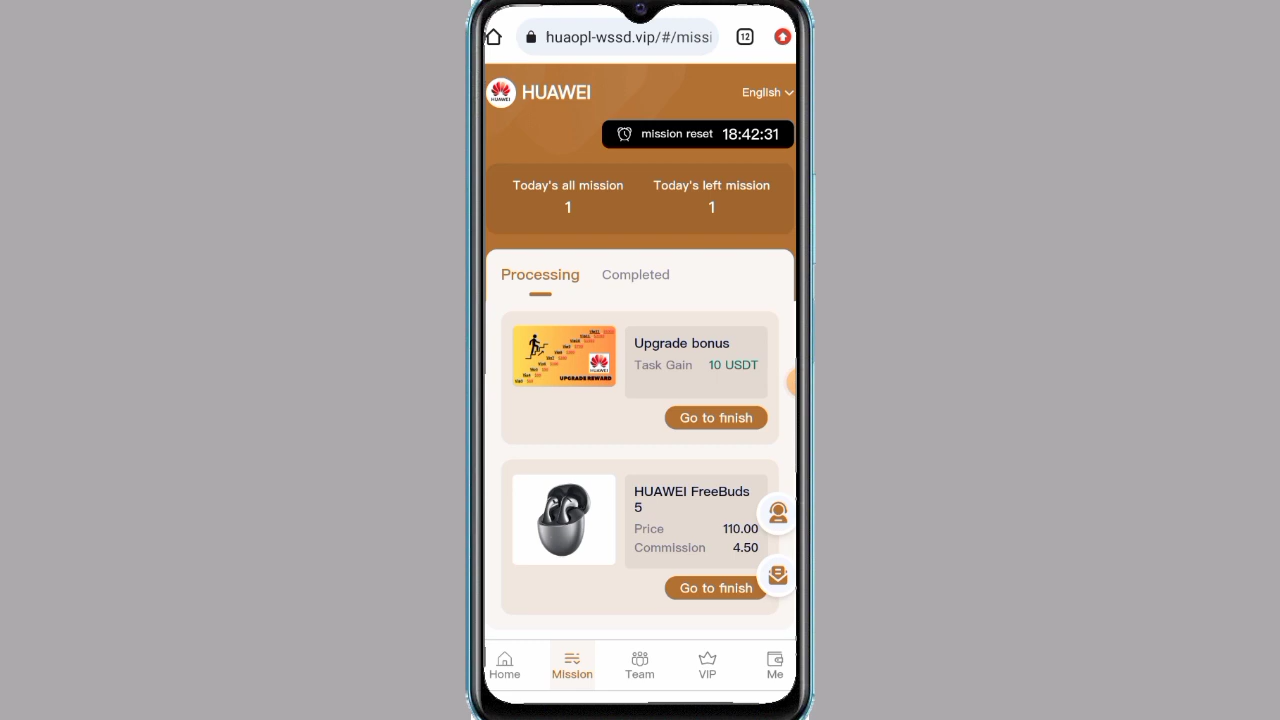 huaopl-wssd.vip/#/missi
12
HUAWEI
HUAWEI
English
mission reset 18:42:31
Today's all mission Today's left mission
1 1
Processing Completed
Upgrade bonus
Task Gain 10 USDT
HUAWEI
UPGRADE REWARD
Go to finish
HUAWEI FreeBuds
5
Price 110.00
Commission 4.50
Go to finish
Home Mission Team VIP Me